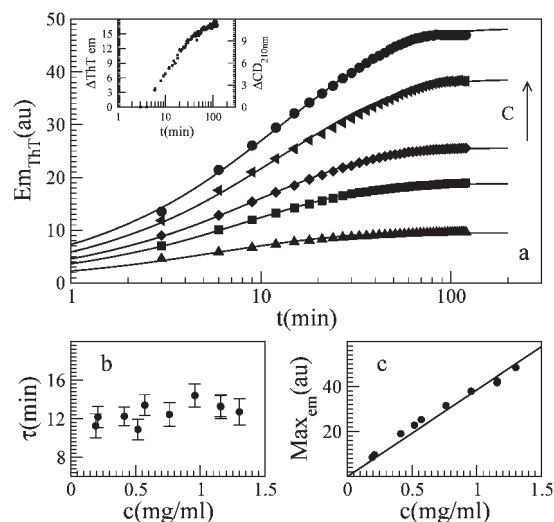 50
40
30
20
10
0
Em_ThT(au)
15
12
9
6
3
0
ΔThT em
9
6
3
0
ΔCD_210nm
1
10
100
t(min)
C
a
1
10
100
t(min)
b
16
12
8
τ(min)
0
0.5
1
1.5
c(mg/ml)
c
40
20
Max_em(au)
0
0.5
1
1.5
c(mg/ml)